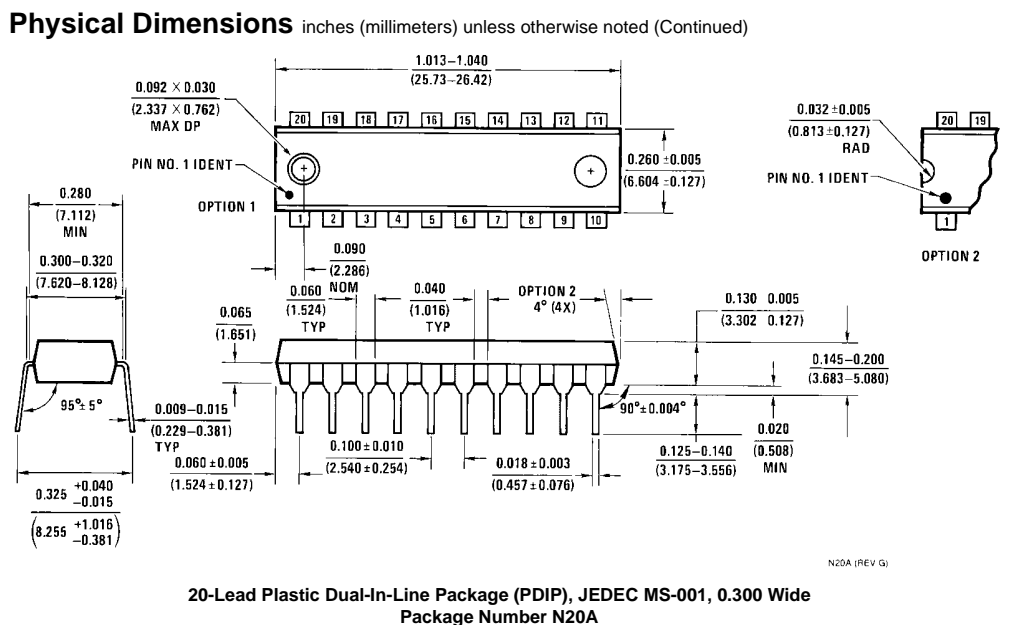 Physical Dimensions inches (millimeters) unless otherwise noted (Continued)
1.013–1.040
(25.73–26.42)
0.092 × 0.030
(2.337 × 0.762)
MAX DP
20 19 18 17 16 15 14 13 12 11
PIN NO. 1 IDENT
OPTION 1
1 2 3 4 5 6 7 8 9 10
0.260 ±0.005
(6.604 ±0.127)
0.032 ±0.005
(0.813 ±0.127)
RAD
20 19
PIN NO. 1 IDENT
1
OPTION 2
0.280
(7.112)
MIN
0.300–0.320
(7.620–8.128)
0.090
(2.286)
NOM
0.060
(1.524)
TYP
0.040
(1.016)
TYP
OPTION 2
4° (4X)
0.130 0.005
(3.302 0.127)
0.065
(1.651)
0.145–0.200
(3.683–5.080)
95°± 5°
0.009–0.015
(0.229–0.381)
TYP
90°±0.004°
0.020
(0.508)
MIN
0.100 ±0.010
(2.540 ±0.254)
0.125–0.140
(3.175–3.556)
0.060 ±0.005
(1.524 ±0.127)
0.018 ±0.003
(0.457 ±0.076)
0.325 +0.040
−0.015
(8.255 +1.016
−0.381)
N20A (REV G)
20-Lead Plastic Dual-In-Line Package (PDIP), JEDEC MS-001, 0.300 Wide
Package Number N20A